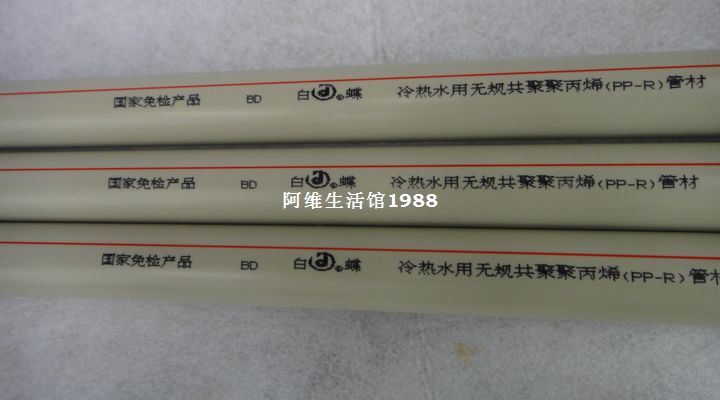 国家免检产品 BD 白®蝶 冷热水用无规共聚聚丙烯(PP-R)管材
国家免检产品 BD 白®蝶 冷热水用无规共聚聚丙烯(PP-R)管材
阿维生活馆1988
国家免检产品 BD 白®蝶 冷热水用无规共聚聚丙烯(PP-R)管